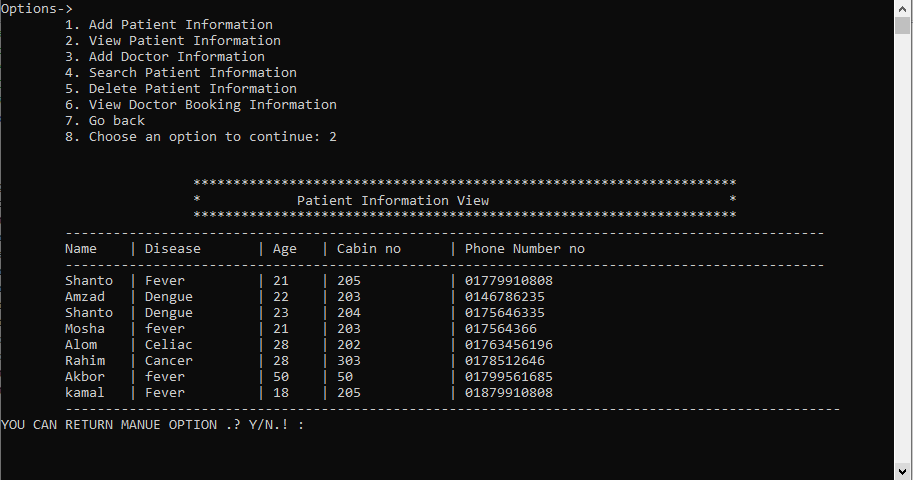 Options->
1. Add Patient Information
2. View Patient Information
3. Add Doctor Information
4. Search Patient Information
5. Delete Patient Information
6. View Doctor Booking Information
7. Go back
8. Choose an option to continue: 2
********************************************************************
* Patient Information View *
********************************************************************
-----------------------------------------------------------------------------------------------
Name | Disease | Age | Cabin no | Phone Number no
-----------------------------------------------------------------------------------------------
Shanto | Fever | 21 | 205 | 01779910808
Amzad | Dengue | 22 | 203 | 0146786235
Shanto | Dengue | 23 | 204 | 0175646335
Mosha | fever | 21 | 203 | 017564366
Alom | Celiac | 28 | 202 | 01763456196
Rahim | Cancer | 28 | 303 | 0178512646
Akbor | fever | 50 | 50 | 01799561685
kamal | Fever | 18 | 205 | 01879910808
-------------------------------------------------------------------------------------------------
YOU CAN RETURN MANUE OPTION .? Y/N.! :